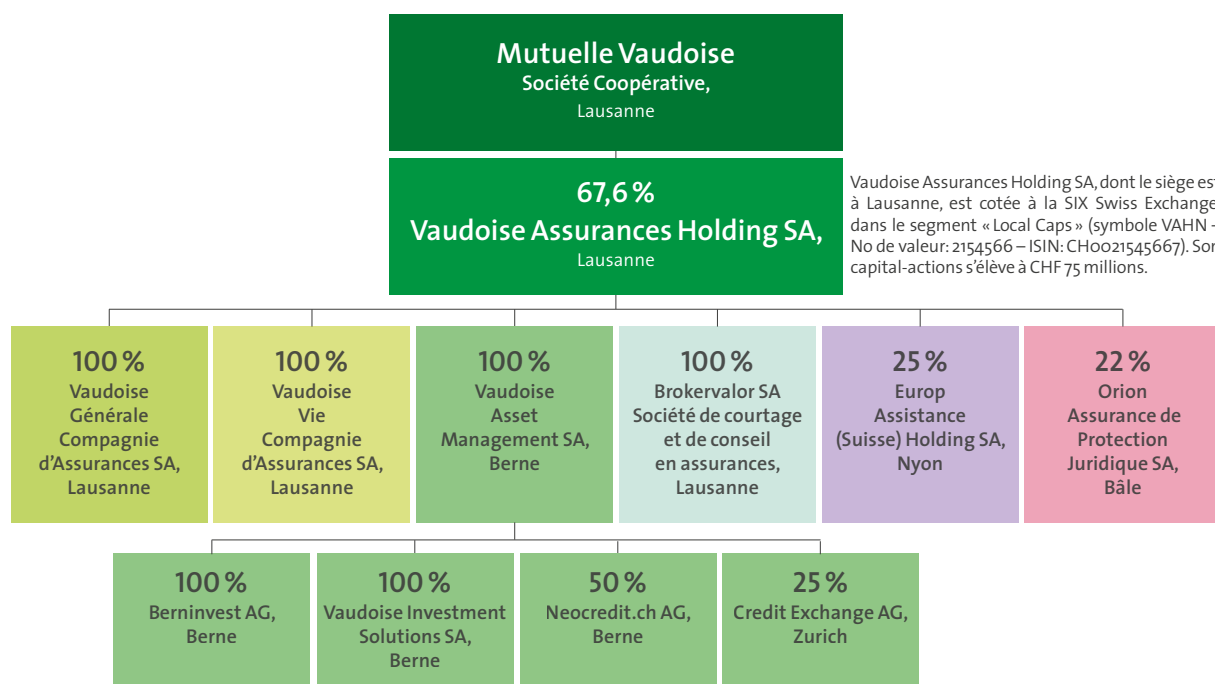 Mutuelle Vaudoise
Société Coopérative,
Lausanne
67,6 %
Vaudoise Assurances Holding SA,
Lausanne
Vaudoise Assurances Holding SA, dont le siège est
à Lausanne, est cotée à la SIX Swiss Exchange
dans le segment « Local Caps » (symbole VAHN –
No de valeur: 2154566 – ISIN: CH0021545667). Son
capital-actions s’élève à CHF 75 millions.
100 %
Vaudoise
Générale
Compagnie
d’Assurances SA,
Lausanne
100 %
Vaudoise
Vie
Compagnie
d’Assurances SA,
Lausanne
100 %
Vaudoise
Asset
Management SA,
Berne
100 %
Brokervalor SA
Société de courtage
et de conseil
en assurances,
Lausanne
25 %
Europ
Assistance
(Suisse) Holding SA,
Nyon
22 %
Orion
Assurance de
Protection
Juridique SA,
Bâle
100 %
Berninvest AG,
Berne
100 %
Vaudoise Investment
Solutions SA,
Berne
50 %
Neocredit.ch AG,
Berne
25 %
Credit Exchange AG,
Zurich